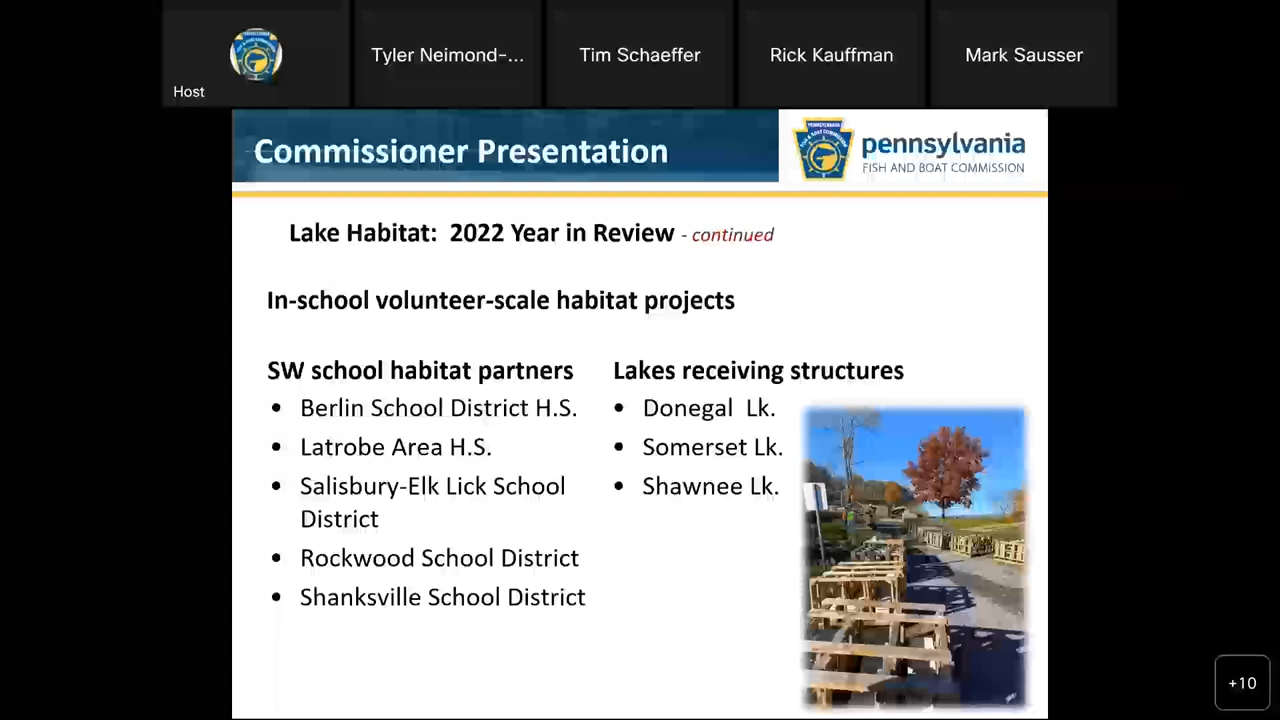 Host
Tyler Neimond-...
Tim Schaeffer
Rick Kauffman
Mark Sausser
Commissioner Presentation
pennsylvania
FISH AND BOAT COMMISSION
Lake Habitat: 2022 Year in Review - continued
In-school volunteer-scale habitat projects
SW school habitat partners
• Berlin School District H.S.
• Latrobe Area H.S.
• Salisbury-Elk Lick School
District
• Rockwood School District
• Shanksville School District
Lakes receiving structures
• Donegal Lk.
• Somerset Lk.
• Shawnee Lk.
+10